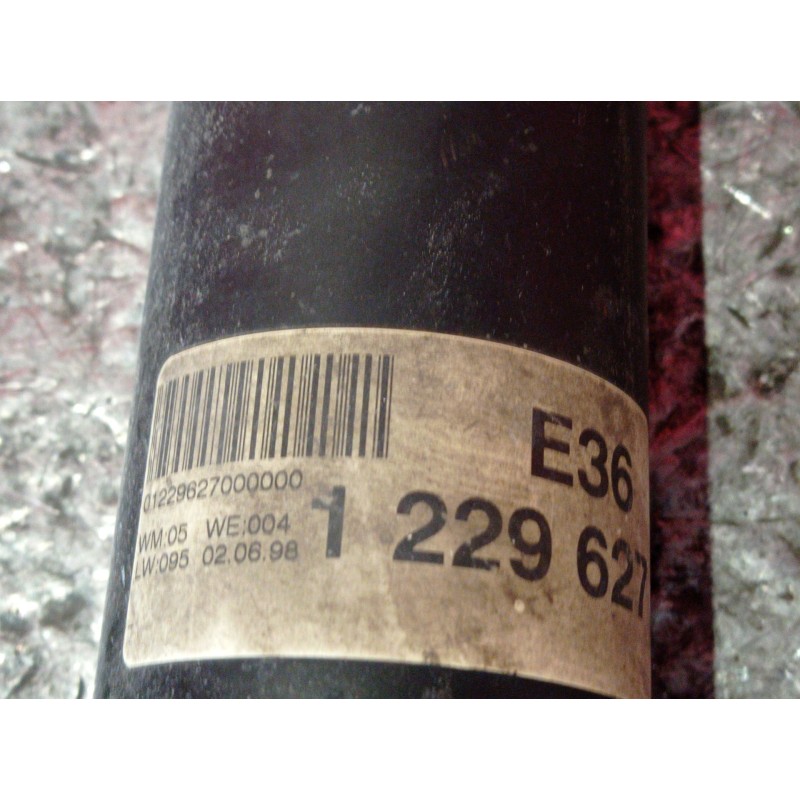 E36
01229627000000
1 229 627
WM:05 WE:004
LW:095 02.06.98